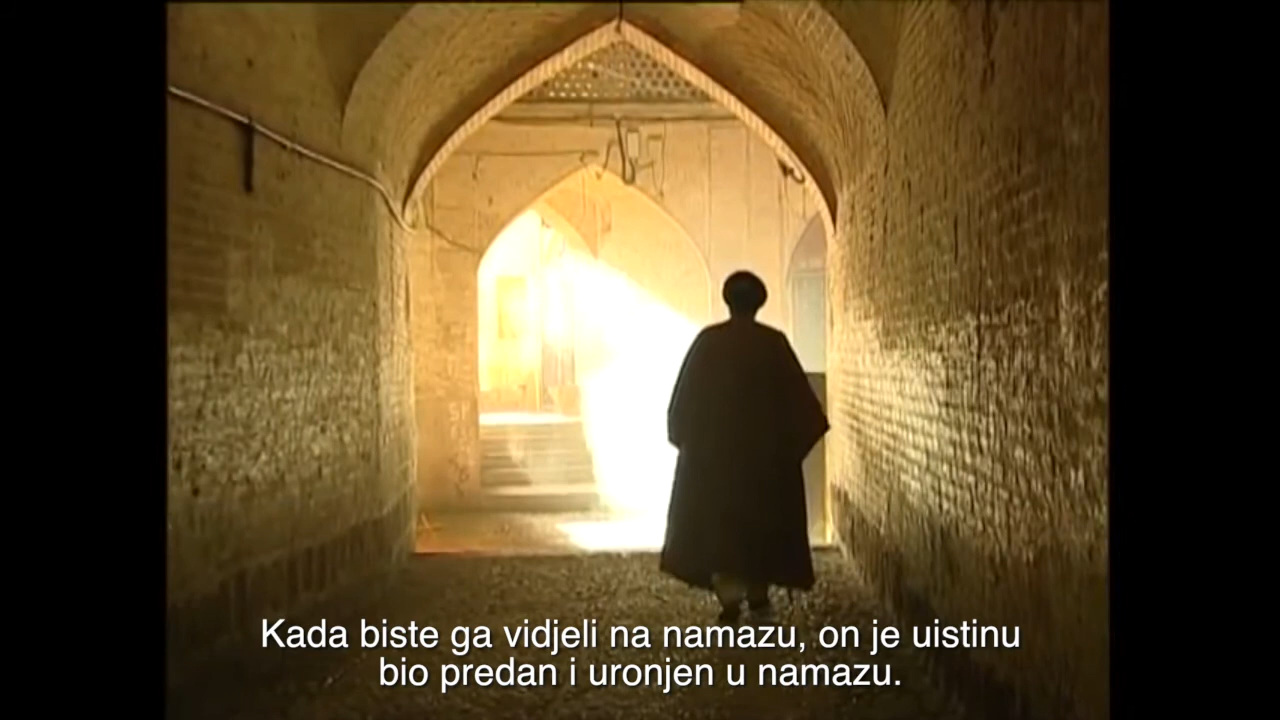 Kada biste ga vidjeli na namazu, on je uistinu
bio predan i uronjen u namazu.